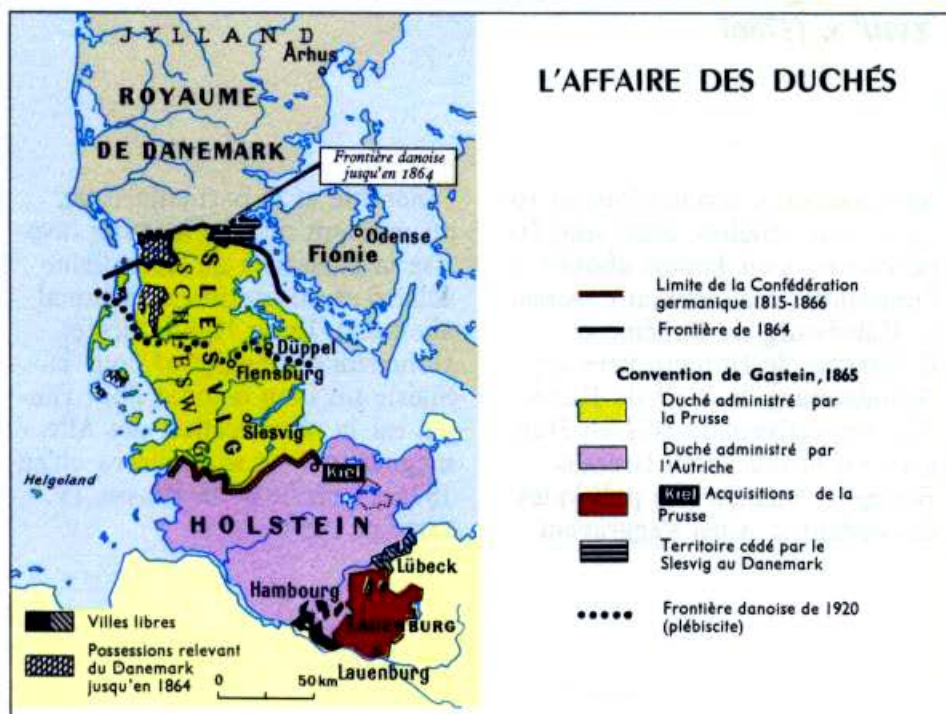 L'AFFAIRE DES DUCHÉS
JYLLAND
Århus
ROYAUME
DE DANEMARK
Frontière danoise
jusqu'en 1864
Odense
Fionie
SLESVIG
SCHLESWIG
Düppel
Flensburg
Slesvig
Kiel
Helgoland
HOLSTEIN
Lübeck
Hambourg
LAUENBURG
Lauenburg
Villes libres
Possessions relevant
du Danemark
jusqu'en 1864
0 50 km
Limite de la Confédération
germanique 1815-1866
Frontière de 1864
Convention de Gastein, 1865
Duché administré par
la Prusse
Duché administré par
l'Autriche
Kiel Acquisitions de la
Prusse
Territoire cédé par le
Slesvig au Danemark
Frontière danoise de 1920
(plébiscite)